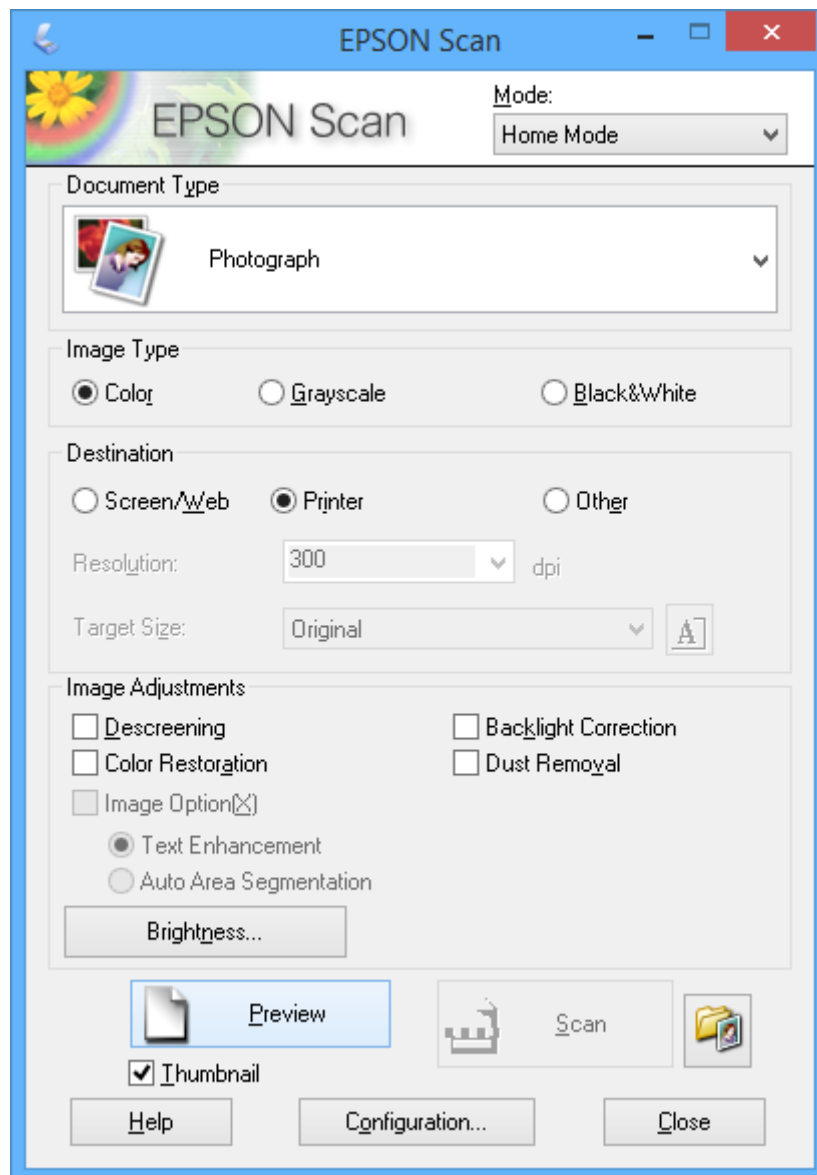 EPSON Scan
EPSON Scan
Mode:
Home Mode
Document Type
Photograph
Image Type
Color Grayscale Black&White
Destination
Screen/Web Printer Other
Resolution: 300 dpi
Target Size: Original A
Image Adjustments
Descreening Backlight Correction
Color Restoration Dust Removal
Image Option(X)
Text Enhancement
Auto Area Segmentation
Brightness...
Preview Scan
Thumbnail
Help Configuration... Close